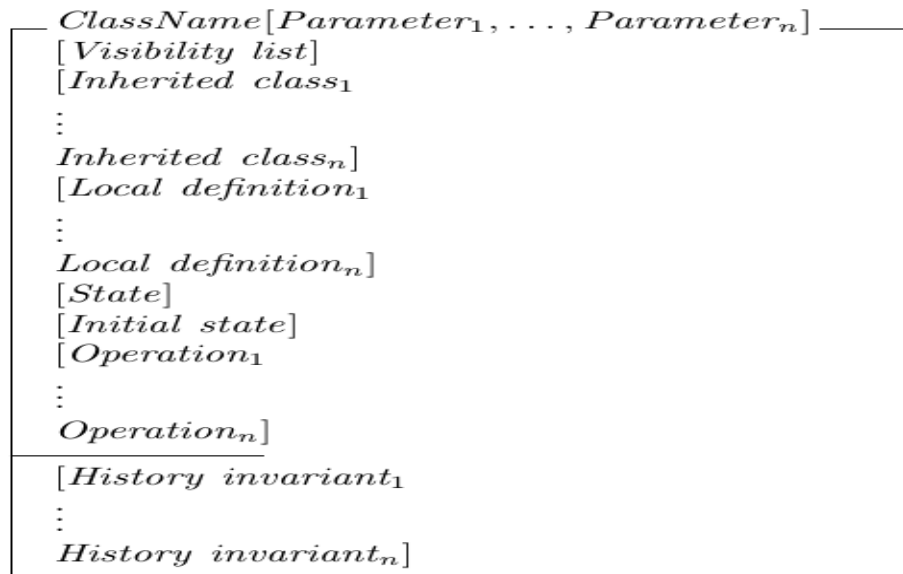 ClassName[Parameter₁, . . . , Parameterₙ]
[Visibility list]
[Inherited class₁
⋮
Inherited classₙ]
[Local definition₁
⋮
Local definitionₙ]
[State]
[Initial state]
[Operation₁
⋮
Operationₙ]
[History invariant₁
⋮
History invariantₙ]